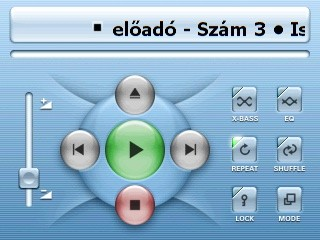 ▪ előadó - Szám 3 • Is
X-BASS EQ
REPEAT SHUFFLE
LOCK MODE